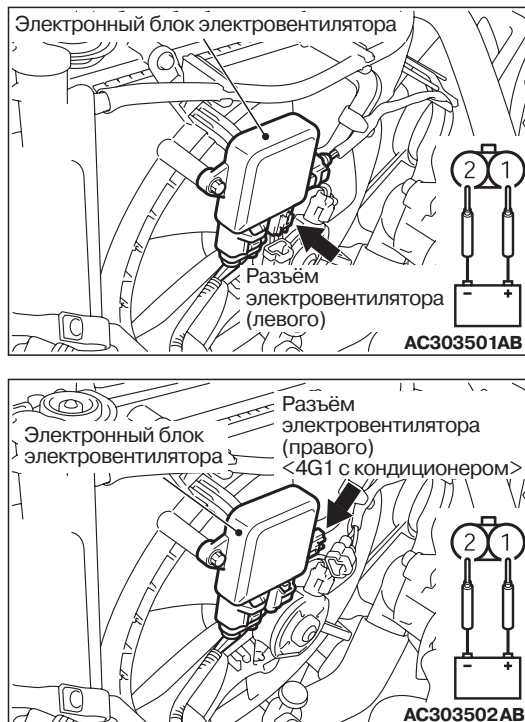 Электронный блок электровентилятора
2 1
- +
Разъём
электровентилятора
(левого)
AC303501AB
Разъём
электровентилятора
(правого)
<4G1 с кондиционером>
Электронный блок
электровентилятора
2 1
- +
AC303502AB